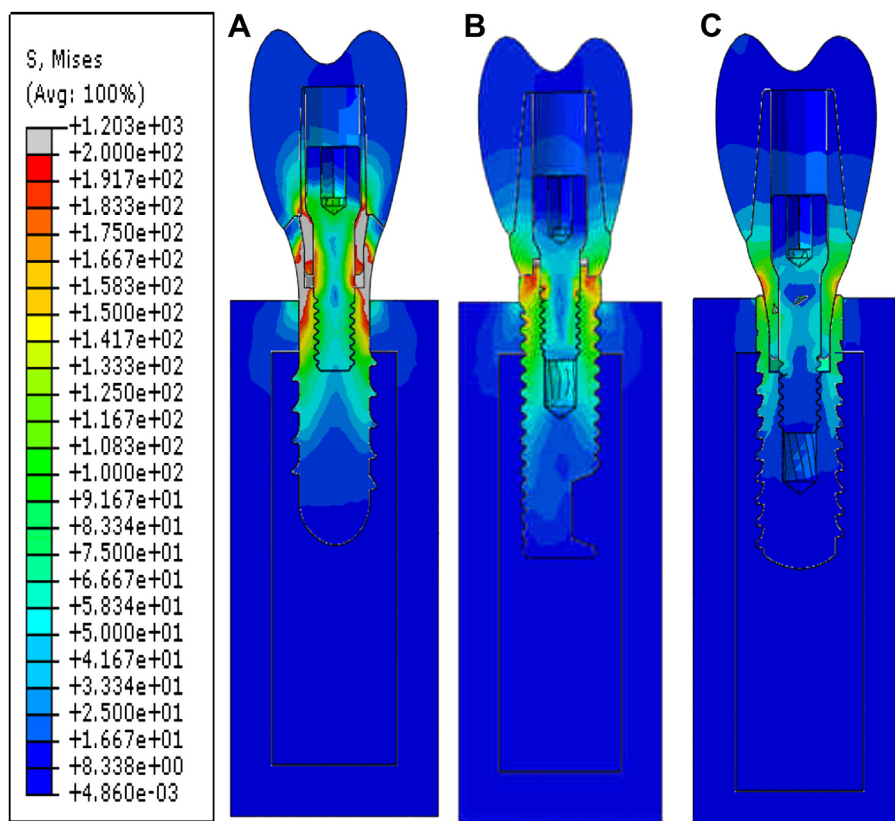 A
B
C
S, Mises
(Avg: 100%)
+1.203e+03
+2.000e+02
+1.917e+02
+1.833e+02
+1.750e+02
+1.667e+02
+1.583e+02
+1.500e+02
+1.417e+02
+1.333e+02
+1.250e+02
+1.167e+02
+1.083e+02
+1.000e+02
+9.167e+01
+8.334e+01
+7.500e+01
+6.667e+01
+5.834e+01
+5.000e+01
+4.167e+01
+3.334e+01
+2.500e+01
+1.667e+01
+8.338e+00
+4.860e-03